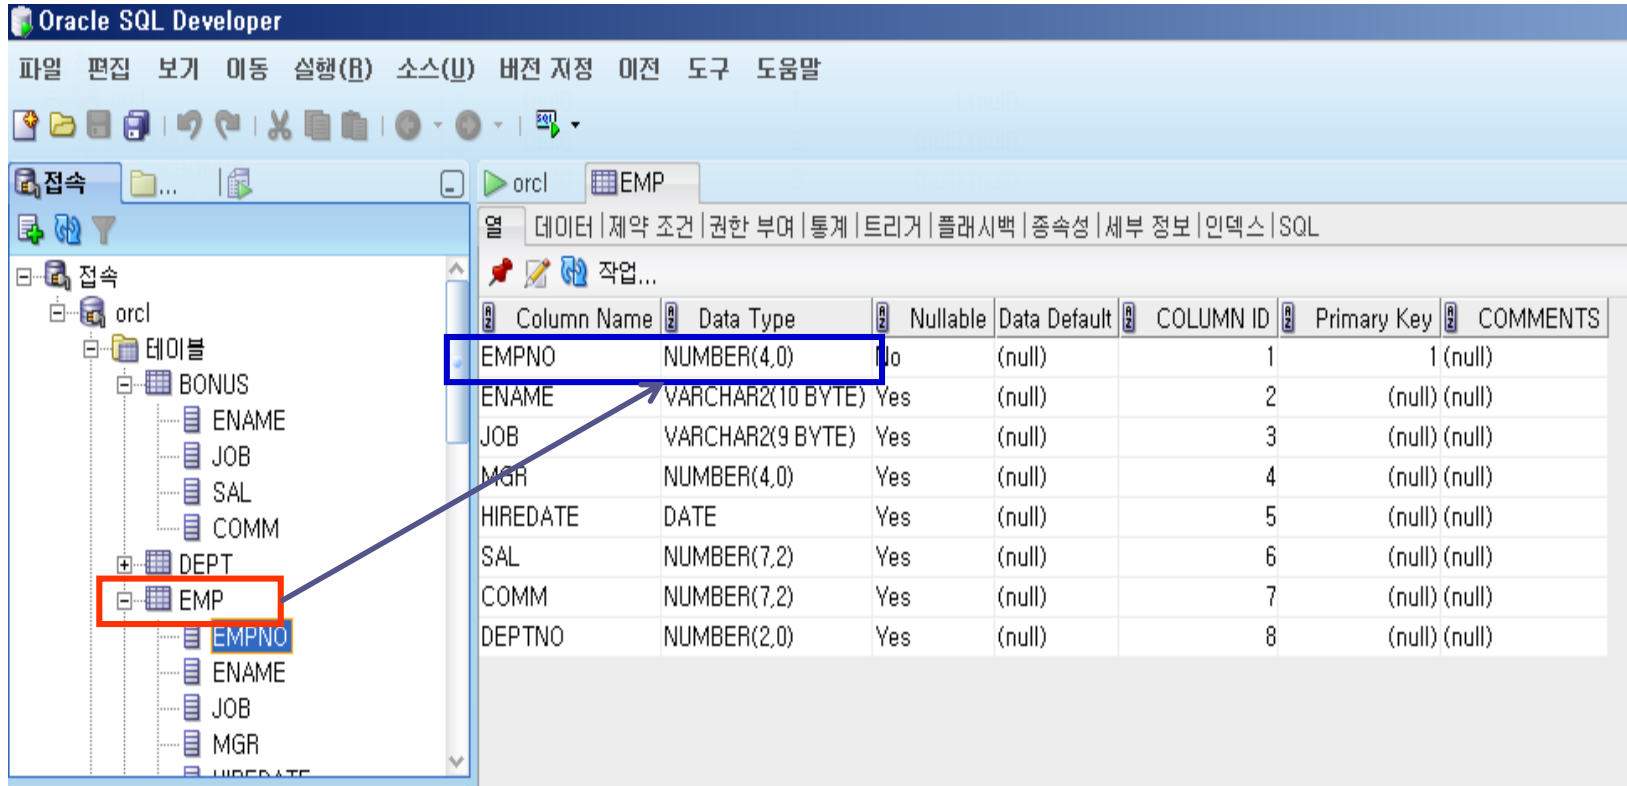 Oracle SQL Developer
파일 편집 보기 이동 실행(R) 소스(U) 버전 지정 이전 도구 도움말
접속 ...
orcl EMP
열 데이터 | 제약 조건 | 권한 부여 | 통계 | 트리거 | 플래시백 | 종속성 | 세부 정보 | 인덱스 | SQL
작업...
접속
orcl
테이블
BONUS
ENAME
JOB
SAL
COMM
DEPT
EMP
EMPNO
ENAME
JOB
MGR
HIREDATE
Column Name Data Type Nullable Data Default COLUMN ID Primary Key COMMENTS
EMPNO NUMBER(4,0) No (null) 1 1 (null)
ENAME VARCHAR2(10 BYTE) Yes (null) 2 (null) (null)
JOB VARCHAR2(9 BYTE) Yes (null) 3 (null) (null)
MGR NUMBER(4,0) Yes (null) 4 (null) (null)
HIREDATE DATE Yes (null) 5 (null) (null)
SAL NUMBER(7,2) Yes (null) 6 (null) (null)
COMM NUMBER(7,2) Yes (null) 7 (null) (null)
DEPTNO NUMBER(2,0) Yes (null) 8 (null) (null)